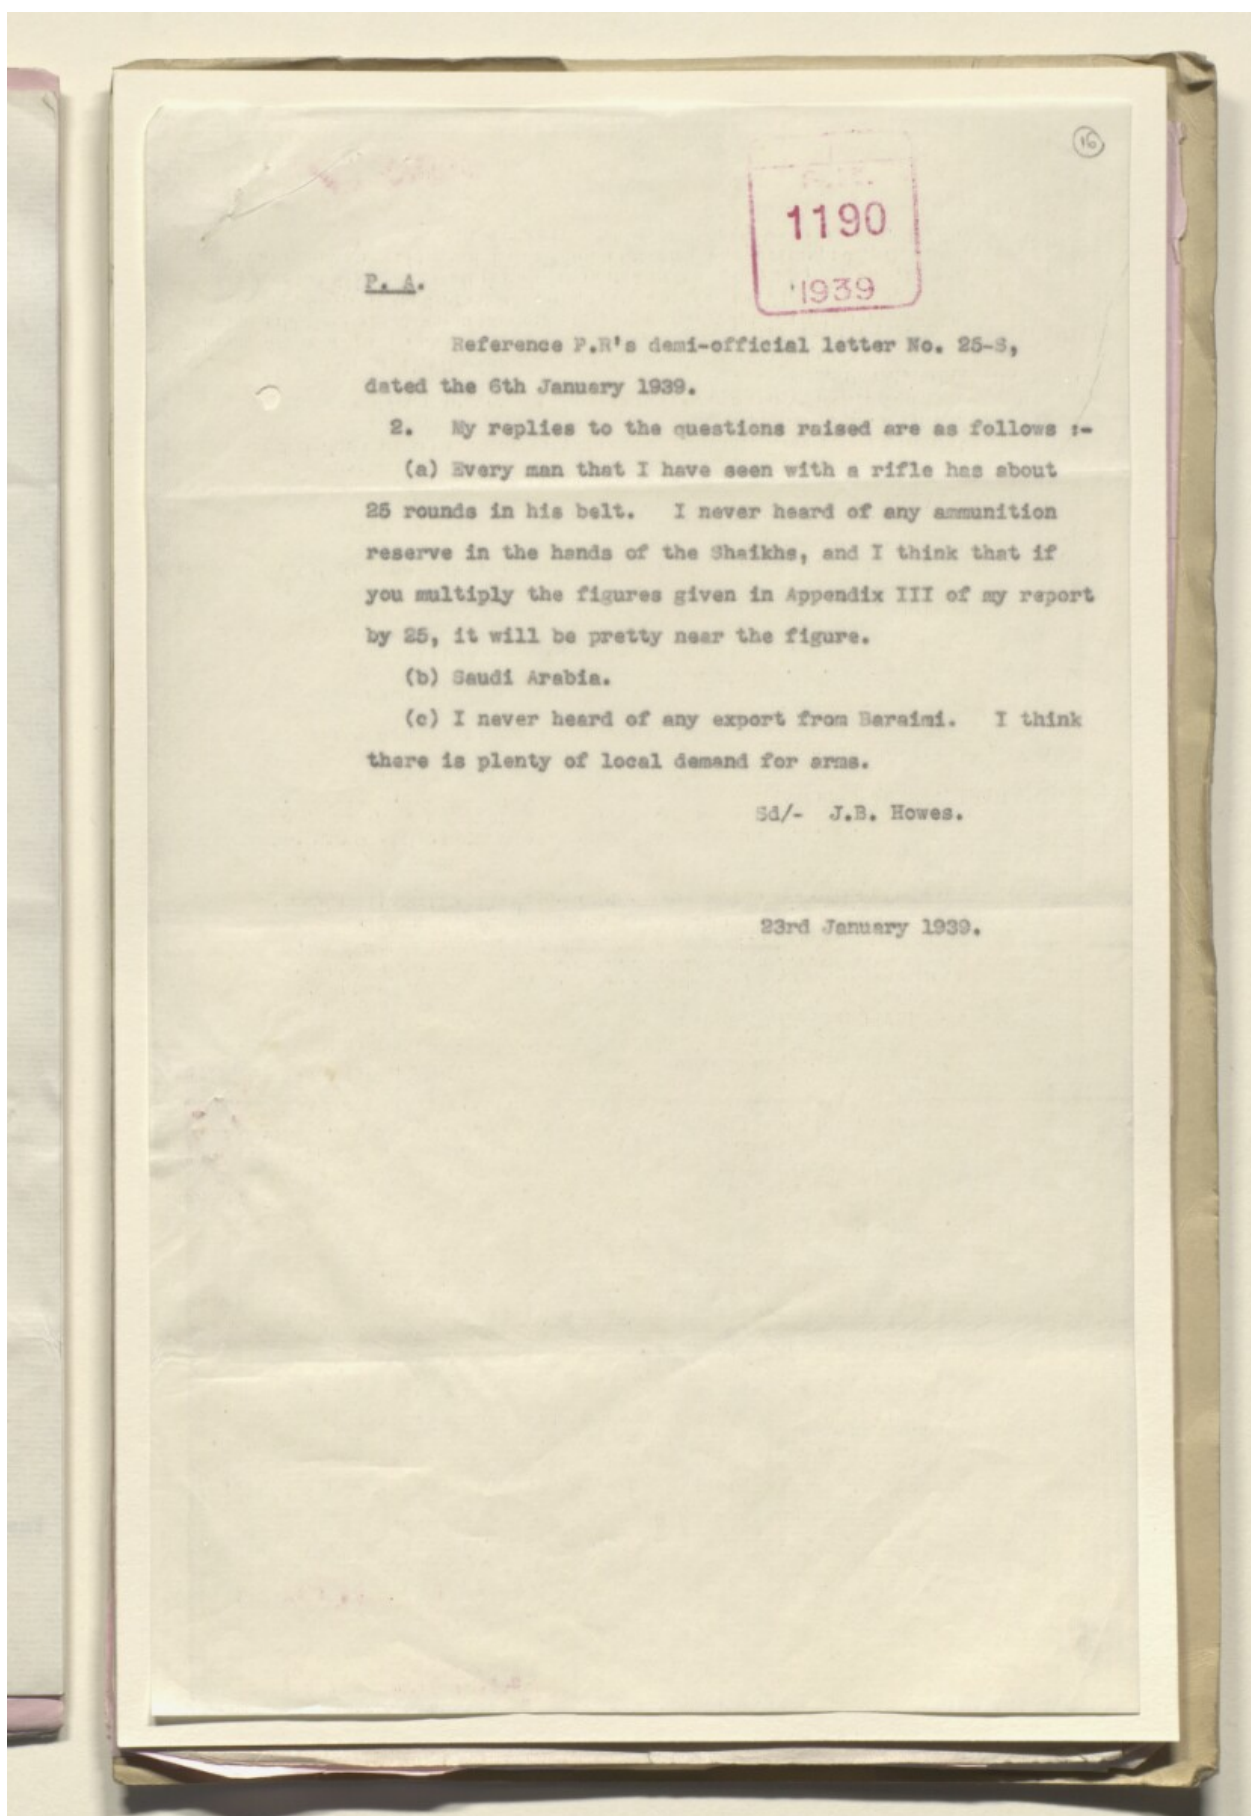 16
1190
1939
P. A.
Reference P.R's demi-official letter No. 25-S,
dated the 6th January 1939.
2. My replies to the questions raised are as follows :-
(a) Every man that I have seen with a rifle has about
25 rounds in his belt. I never heard of any ammunition
reserve in the hands of the Shaikhs, and I think that if
you multiply the figures given in Appendix III of my report
by 25, it will be pretty near the figure.
(b) Saudi Arabia.
(c) I never heard of any export from Baraimi. I think
there is plenty of local demand for arms.
Sd/- J.B. Howes.
23rd January 1939.